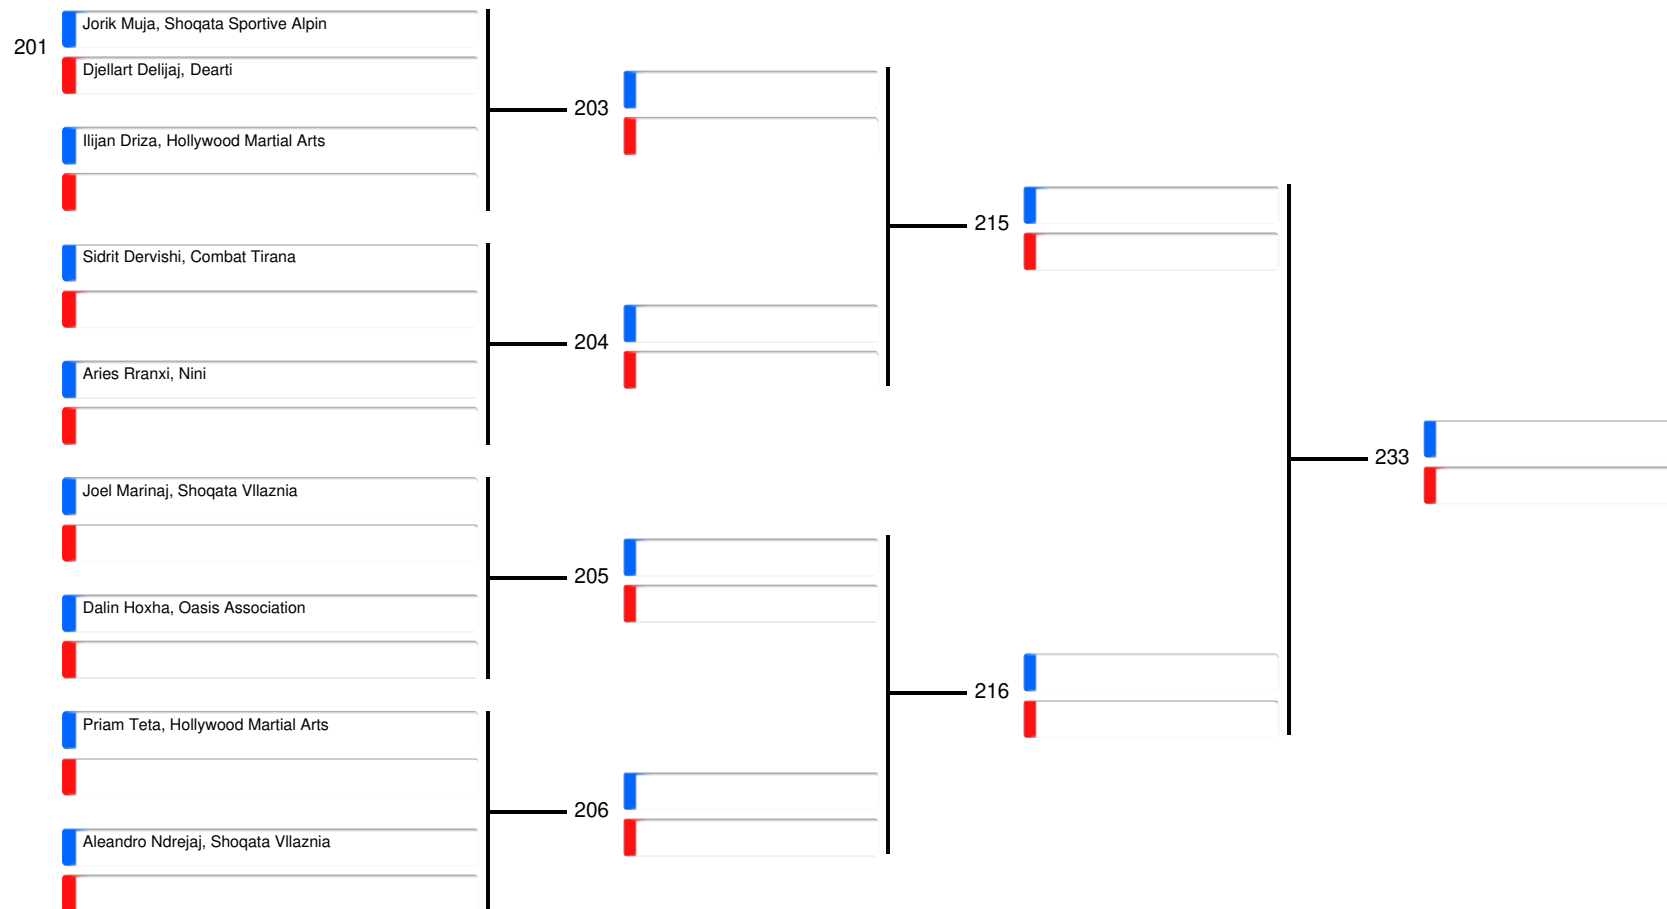 Jorik Muja, Shoqata Sportive Alpin
201
Djellart Delijaj, Dearti
203
Ilijan Driza, Hollywood Martial Arts
215
Sidrit Dervishi, Combat Tirana
204
Aries Rranxi, Nini
233
Joel Marinaj, Shoqata Vllaznia
205
Dalin Hoxha, Oasis Association
216
Priam Teta, Hollywood Martial Arts
206
Aleandro Ndrejaj, Shoqata Vllaznia